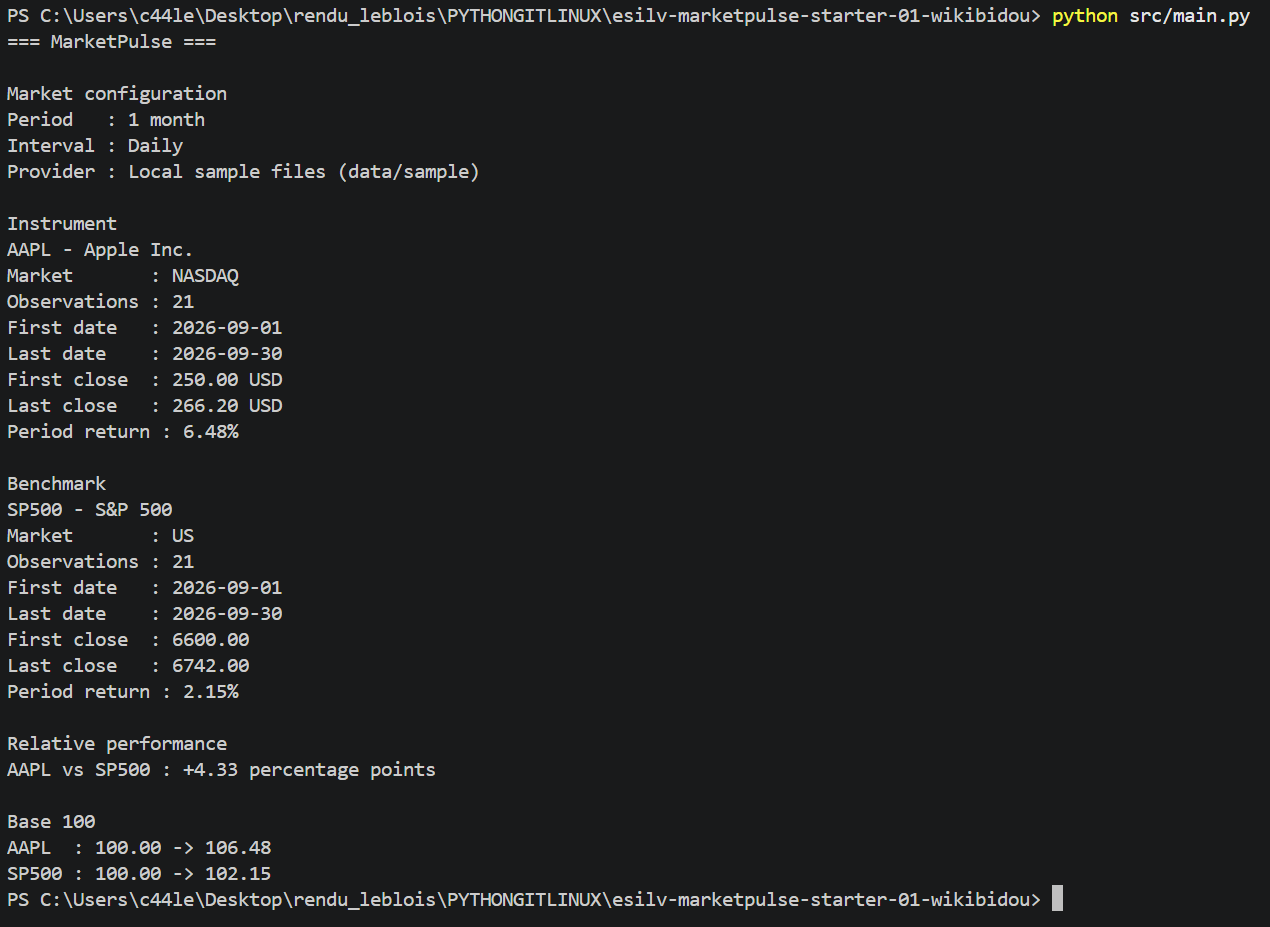 PS C:\Users\c44le\Desktop\rendu_leblois\PYTHONGITLINUX\esilv-marketpulse-starter-01-wikibidou> python src/main.py
=== MarketPulse ===

Market configuration
Period   : 1 month
Interval : Daily
Provider : Local sample files (data/sample)

Instrument
AAPL - Apple Inc.
Market       : NASDAQ
Observations : 21
First date   : 2026-09-01
Last date    : 2026-09-30
First close  : 250.00 USD
Last close   : 266.20 USD
Period return : 6.48%

Benchmark
SP500 - S&P 500
Market       : US
Observations : 21
First date   : 2026-09-01
Last date    : 2026-09-30
First close  : 6600.00
Last close   : 6742.00
Period return : 2.15%

Relative performance
AAPL vs SP500 : +4.33 percentage points

Base 100
AAPL  : 100.00 -> 106.48
SP500 : 100.00 -> 102.15
PS C:\Users\c44le\Desktop\rendu_leblois\PYTHONGITLINUX\esilv-marketpulse-starter-01-wikibidou>